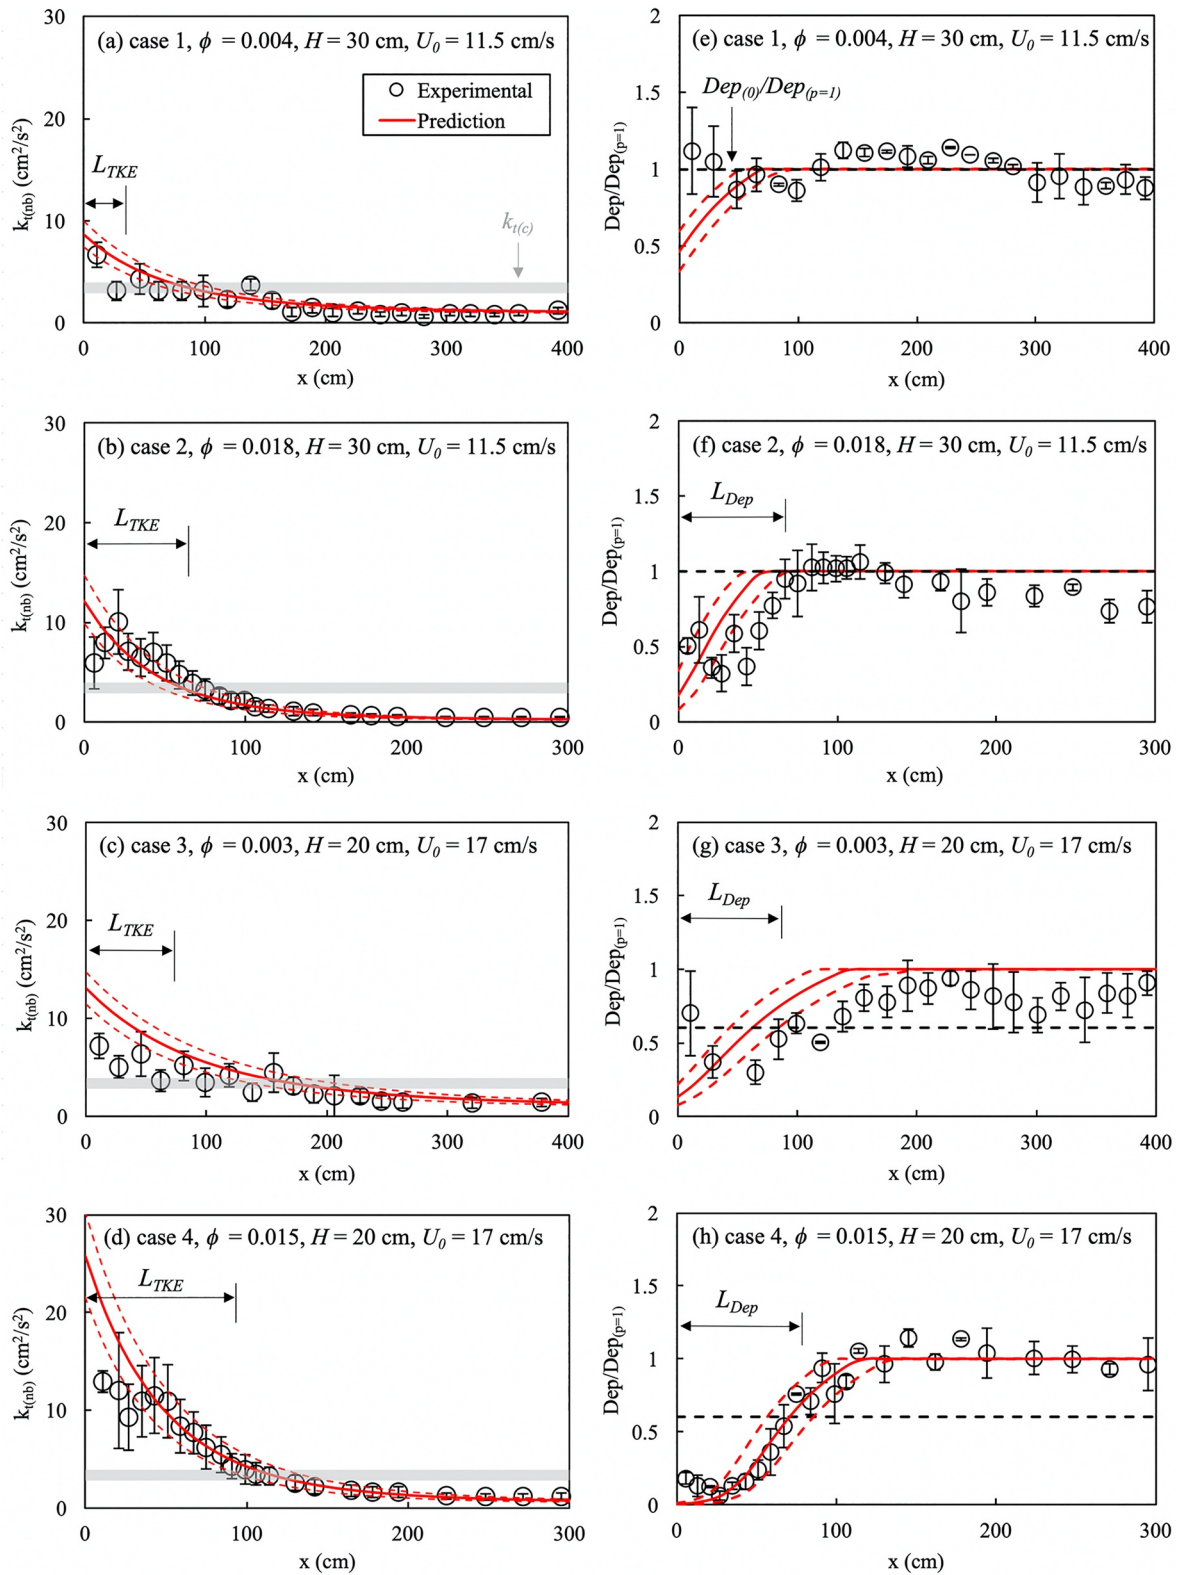 (a) case 1, ϕ = 0.004, H = 30 cm, U0 = 11.5 cm/s
Experimental
Prediction
LTKE
kt(c)
kt(nb) (cm²/s²)
30
20
10
0
0 100 200 300 400
x (cm)
(e) case 1, ϕ = 0.004, H = 30 cm, U0 = 11.5 cm/s
Dep(0)/Dep(p=1)
Dep/Dep(p=1)
2
1.5
1
0.5
0
0 100 200 300 400
x (cm)
(b) case 2, ϕ = 0.018, H = 30 cm, U0 = 11.5 cm/s
LTKE
kt(nb) (cm²/s²)
30
20
10
0
0 100 200 300
x (cm)
(f) case 2, ϕ = 0.018, H = 30 cm, U0 = 11.5 cm/s
LDep
Dep/Dep(p=1)
2
1.5
1
0.5
0
0 100 200 300
x (cm)
(c) case 3, ϕ = 0.003, H = 20 cm, U0 = 17 cm/s
LTKE
kt(nb) (cm²/s²)
30
20
10
0
0 100 200 300 400
x (cm)
(g) case 3, ϕ = 0.003, H = 20 cm, U0 = 17 cm/s
LDep
Dep/Dep(p=1)
2
1.5
1
0.5
0
0 100 200 300 400
x (cm)
(d) case 4, ϕ = 0.015, H = 20 cm, U0 = 17 cm/s
LTKE
kt(nb) (cm²/s²)
30
20
10
0
0 100 200 300
x (cm)
(h) case 4, ϕ = 0.015, H = 20 cm, U0 = 17 cm/s
LDep
Dep/Dep(p=1)
2
1.5
1
0.5
0
0 100 200 300
x (cm)